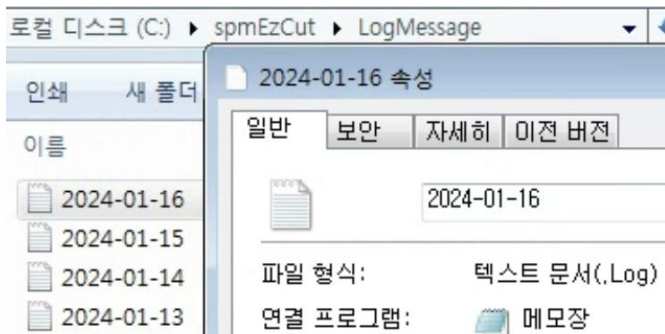 로컬 디스크 (C:) ▸ spmEzCut ▸ LogMessage
인쇄 새 폴더
이름
2024-01-16
2024-01-15
2024-01-14
2024-01-13
2024-01-16 속성
일반 보안 자세히 이전 버전
2024-01-16
파일 형식: 텍스트 문서(.Log)
연결 프로그램: 메모장